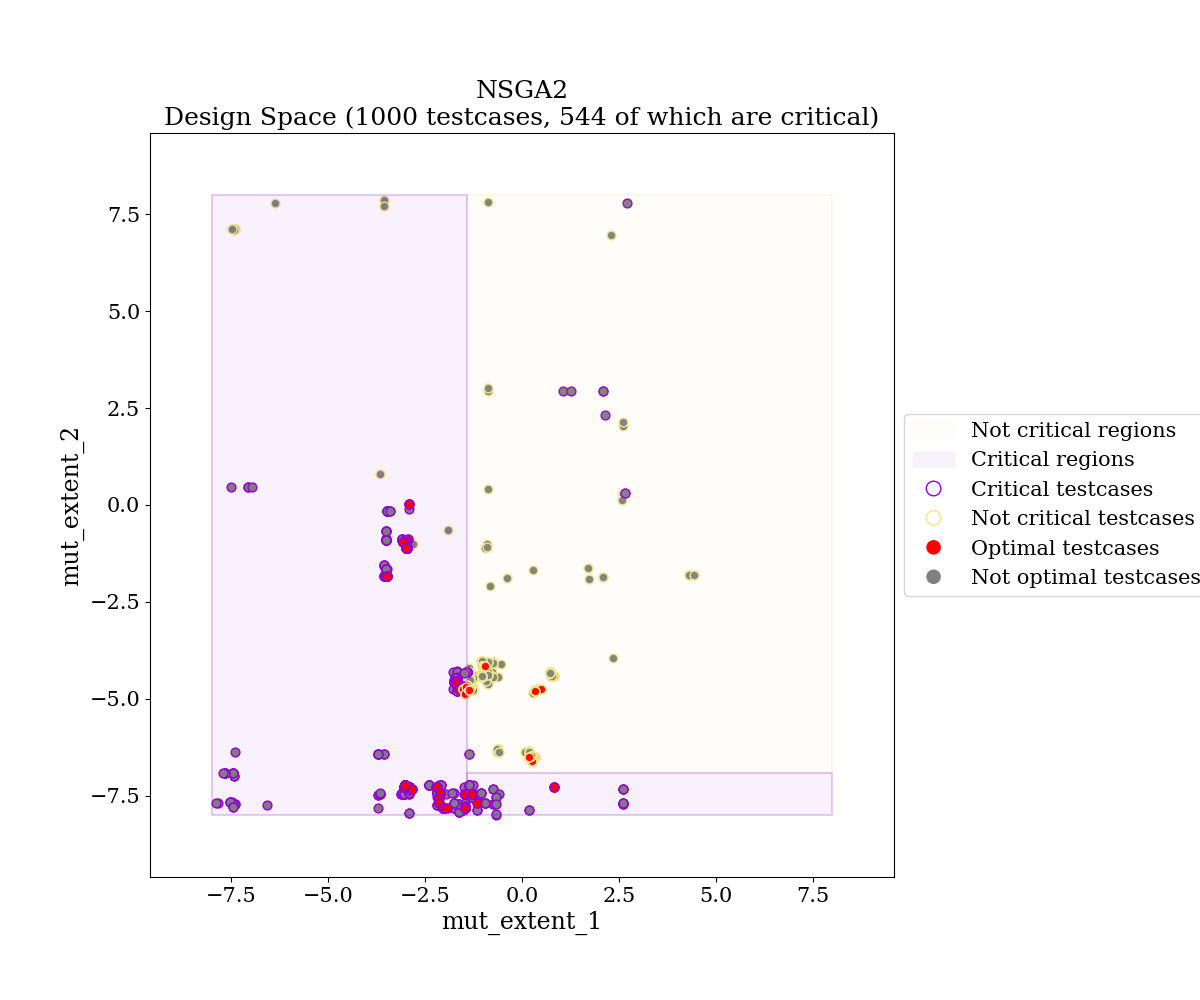 NSGA2
Design Space (1000 testcases, 544 of which are critical)
7.5
5.0
2.5
0.0
−2.5
−5.0
−7.5
mut_extent_2
−7.5 −5.0 −2.5 0.0 2.5 5.0 7.5
mut_extent_1
Not critical regions
Critical regions
Critical testcases
Not critical testcases
Optimal testcases
Not optimal testcases